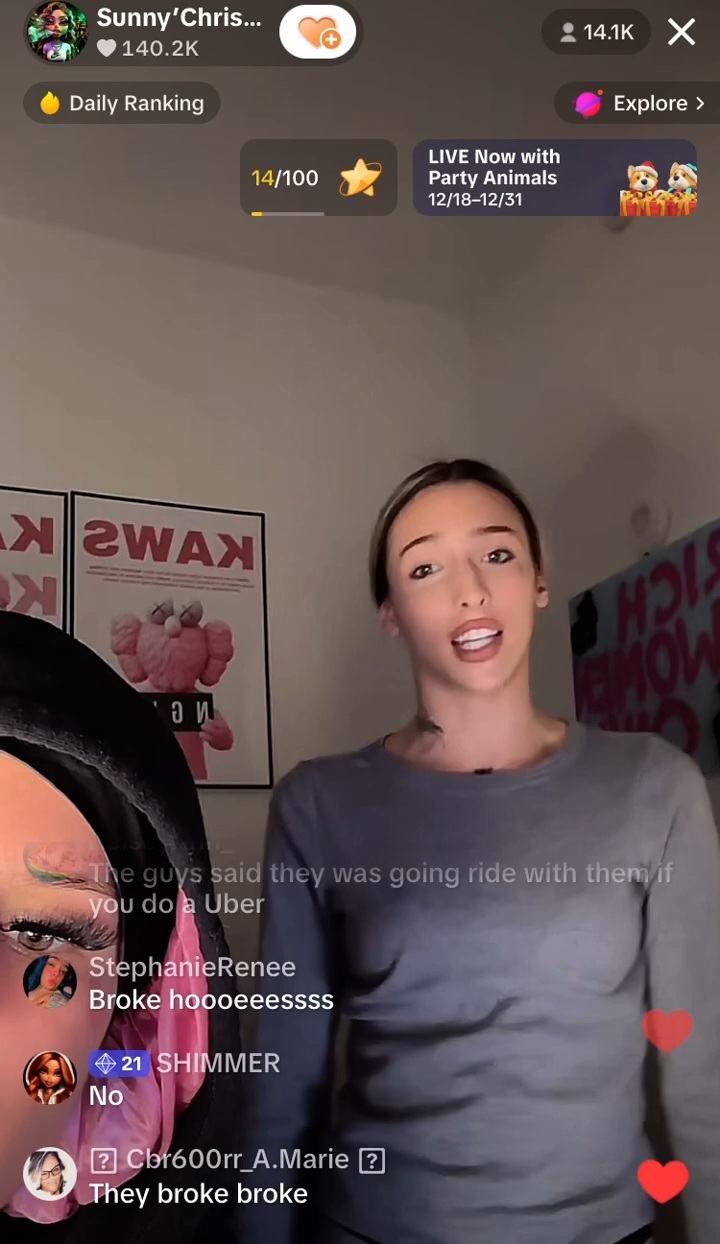 Sunny’Chris...
140.2K
14.1K
Daily Ranking
Explore >
14/100
LIVE Now with
Party Animals
12/18–12/31
KAWS
RICH
WOMEN
The guys said they was going ride with them if
you do a Uber
StephanieRenee
Broke hoooeeessss
21 SHIMMER
No
? Cbr600rr_A.Marie ?
They broke broke